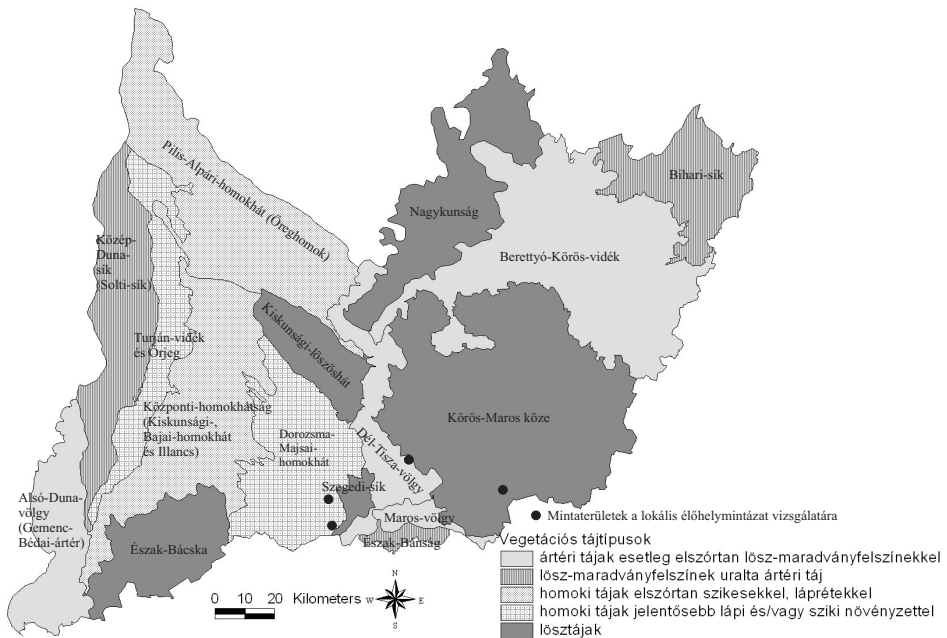 Pilis-Alpári-homokhát (Öreghomok)
Bihari-sík
Nagykunság
Közép-
Duna-
sík
(Solti-sík)
Berettyó-Körös-vidék
Kiskunsági-löszöshát
Turján-vidék
és Őrjeg
Központi-homokhátság
(Kiskunsági-,
Bajai-homokhát
és Illancs)
Dorozsma-
Majsai-
homokhát
Körös-Maros köze
Dél-Tisza-völgy
Szegedi-sík
Alsó-Duna-
völgy
(Gemenc-
Bédai-ártér)
Maros-völgy
Észak-Bánság
Észak-Bácska
Mintaterületek a lokális élőhelymintázat vizsgálatára
Vegetációs tájtípusok
ártéri tájak esetleg elszórtan lösz-maradványfelszínekkel
lösz-maradványfelszínek uralta ártéri táj
homoki tájak elszórtan szikesekkel, láprétekkel
homoki tájak jelentősebb lápi és/vagy sziki növényzettel
lösztájak
0 10 20 Kilometers
N
W E
S